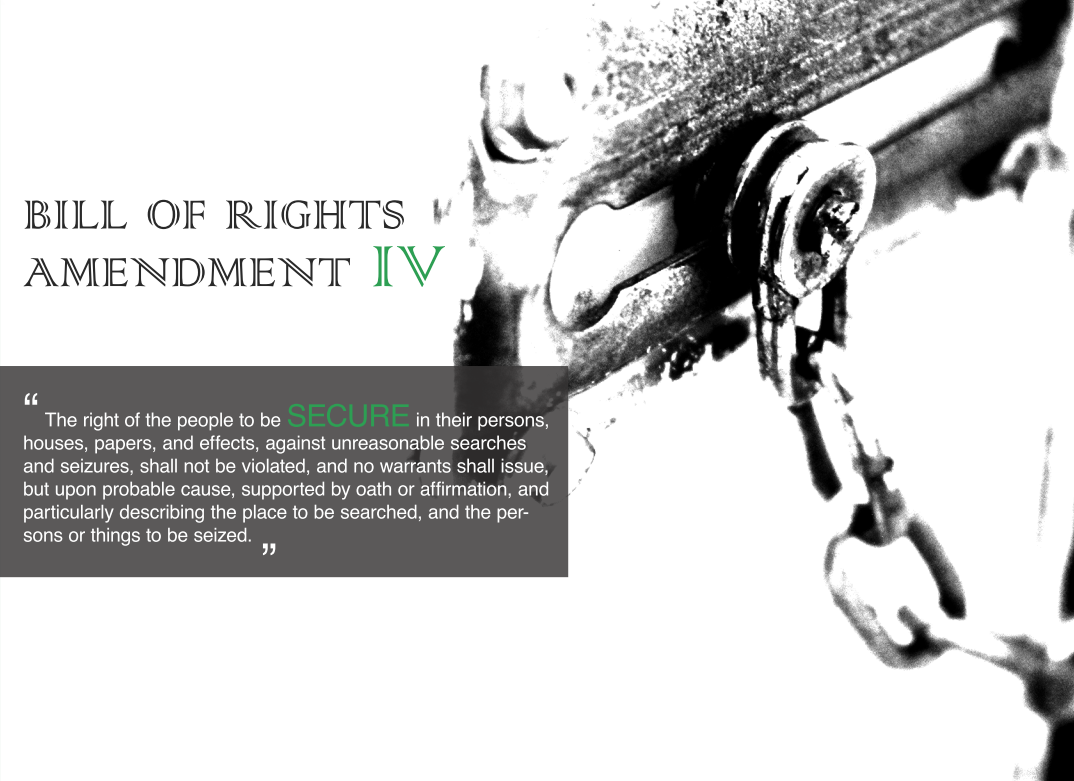 BILL OF RIGHTS
AMENDMENT IV
“ The right of the people to be SECURE in their persons,
houses, papers, and effects, against unreasonable searches
and seizures, shall not be violated, and no warrants shall issue,
but upon probable cause, supported by oath or affirmation, and
particularly describing the place to be searched, and the per-
sons or things to be seized. ”